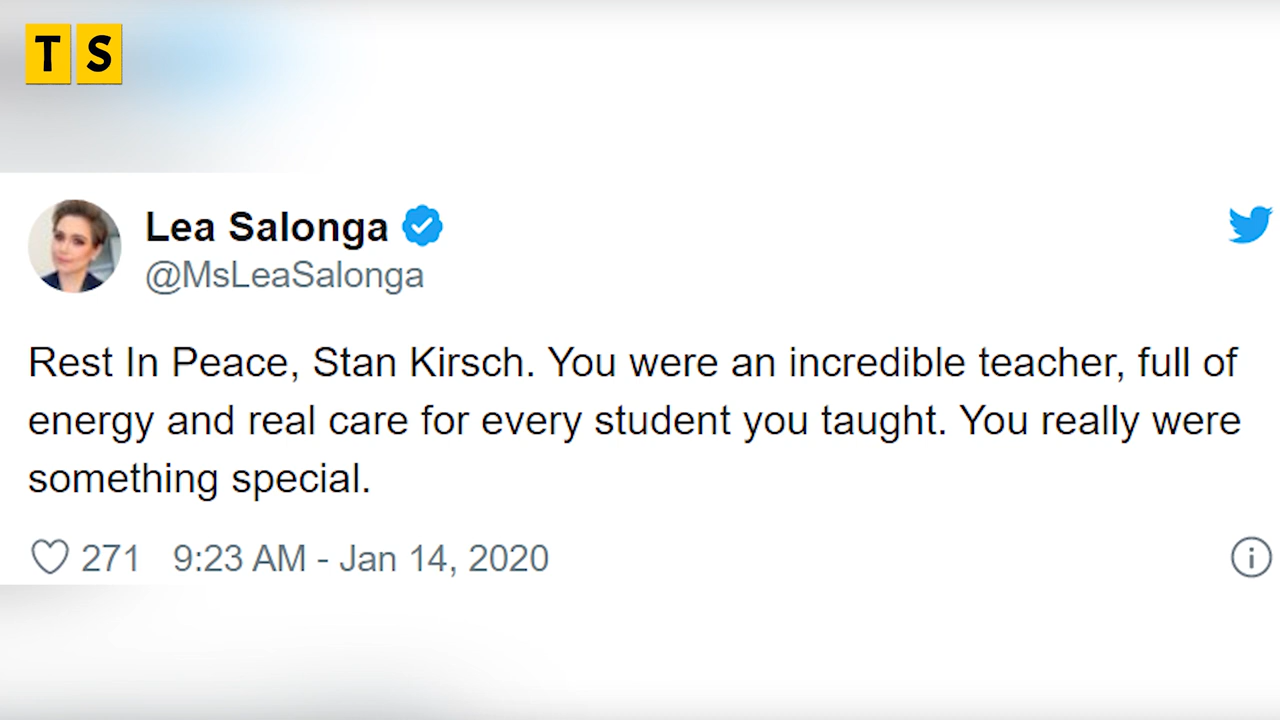 T S
Lea Salonga
@MsLeaSalonga
Rest In Peace, Stan Kirsch. You were an incredible teacher, full of
energy and real care for every student you taught. You really were
something special.
271 9:23 AM - Jan 14, 2020